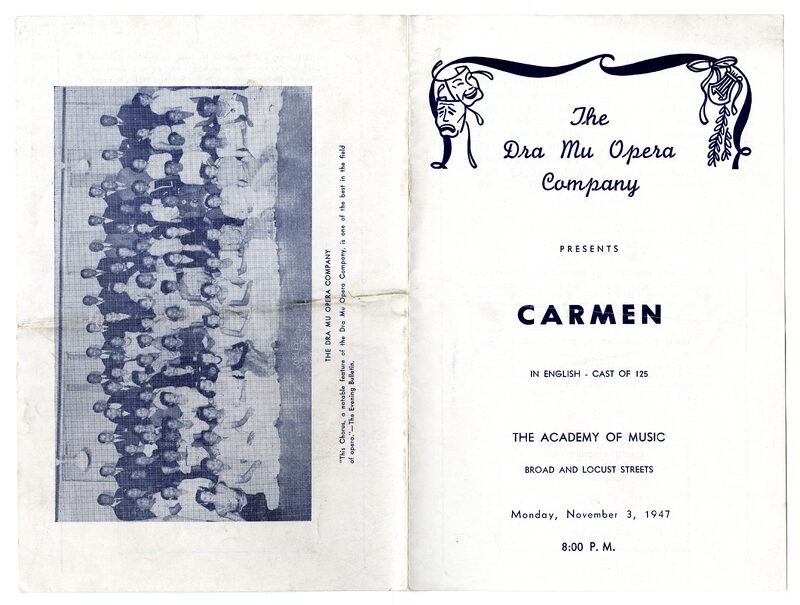 THE DRA MU OPERA COMPANY
"This Chorus, a notable feature of the Dra Mu Opera Company, is one of the best in the field
of opera."—The Evening Bulletin.
The
Dra Mu Opera
Company
PRESENTS
CARMEN
IN ENGLISH - CAST OF 125
THE ACADEMY OF MUSIC
BROAD AND LOCUST STREETS
Monday, November 3, 1947
8:00 P. M.